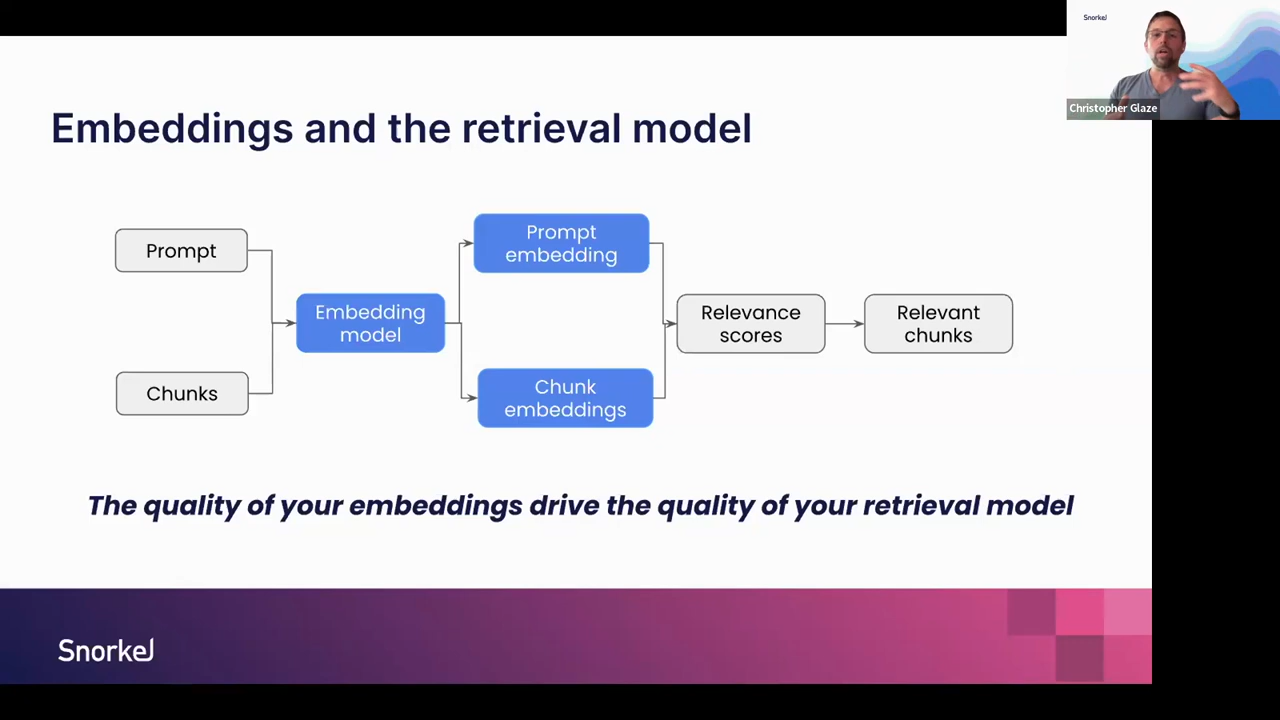 Snorkel
Christopher Glaze
Embeddings and the retrieval model
Prompt
Chunks
Embedding
model
Prompt
embedding
Chunk
embeddings
Relevance
scores
Relevant
chunks
The quality of your embeddings drive the quality of your retrieval model
Snorkel